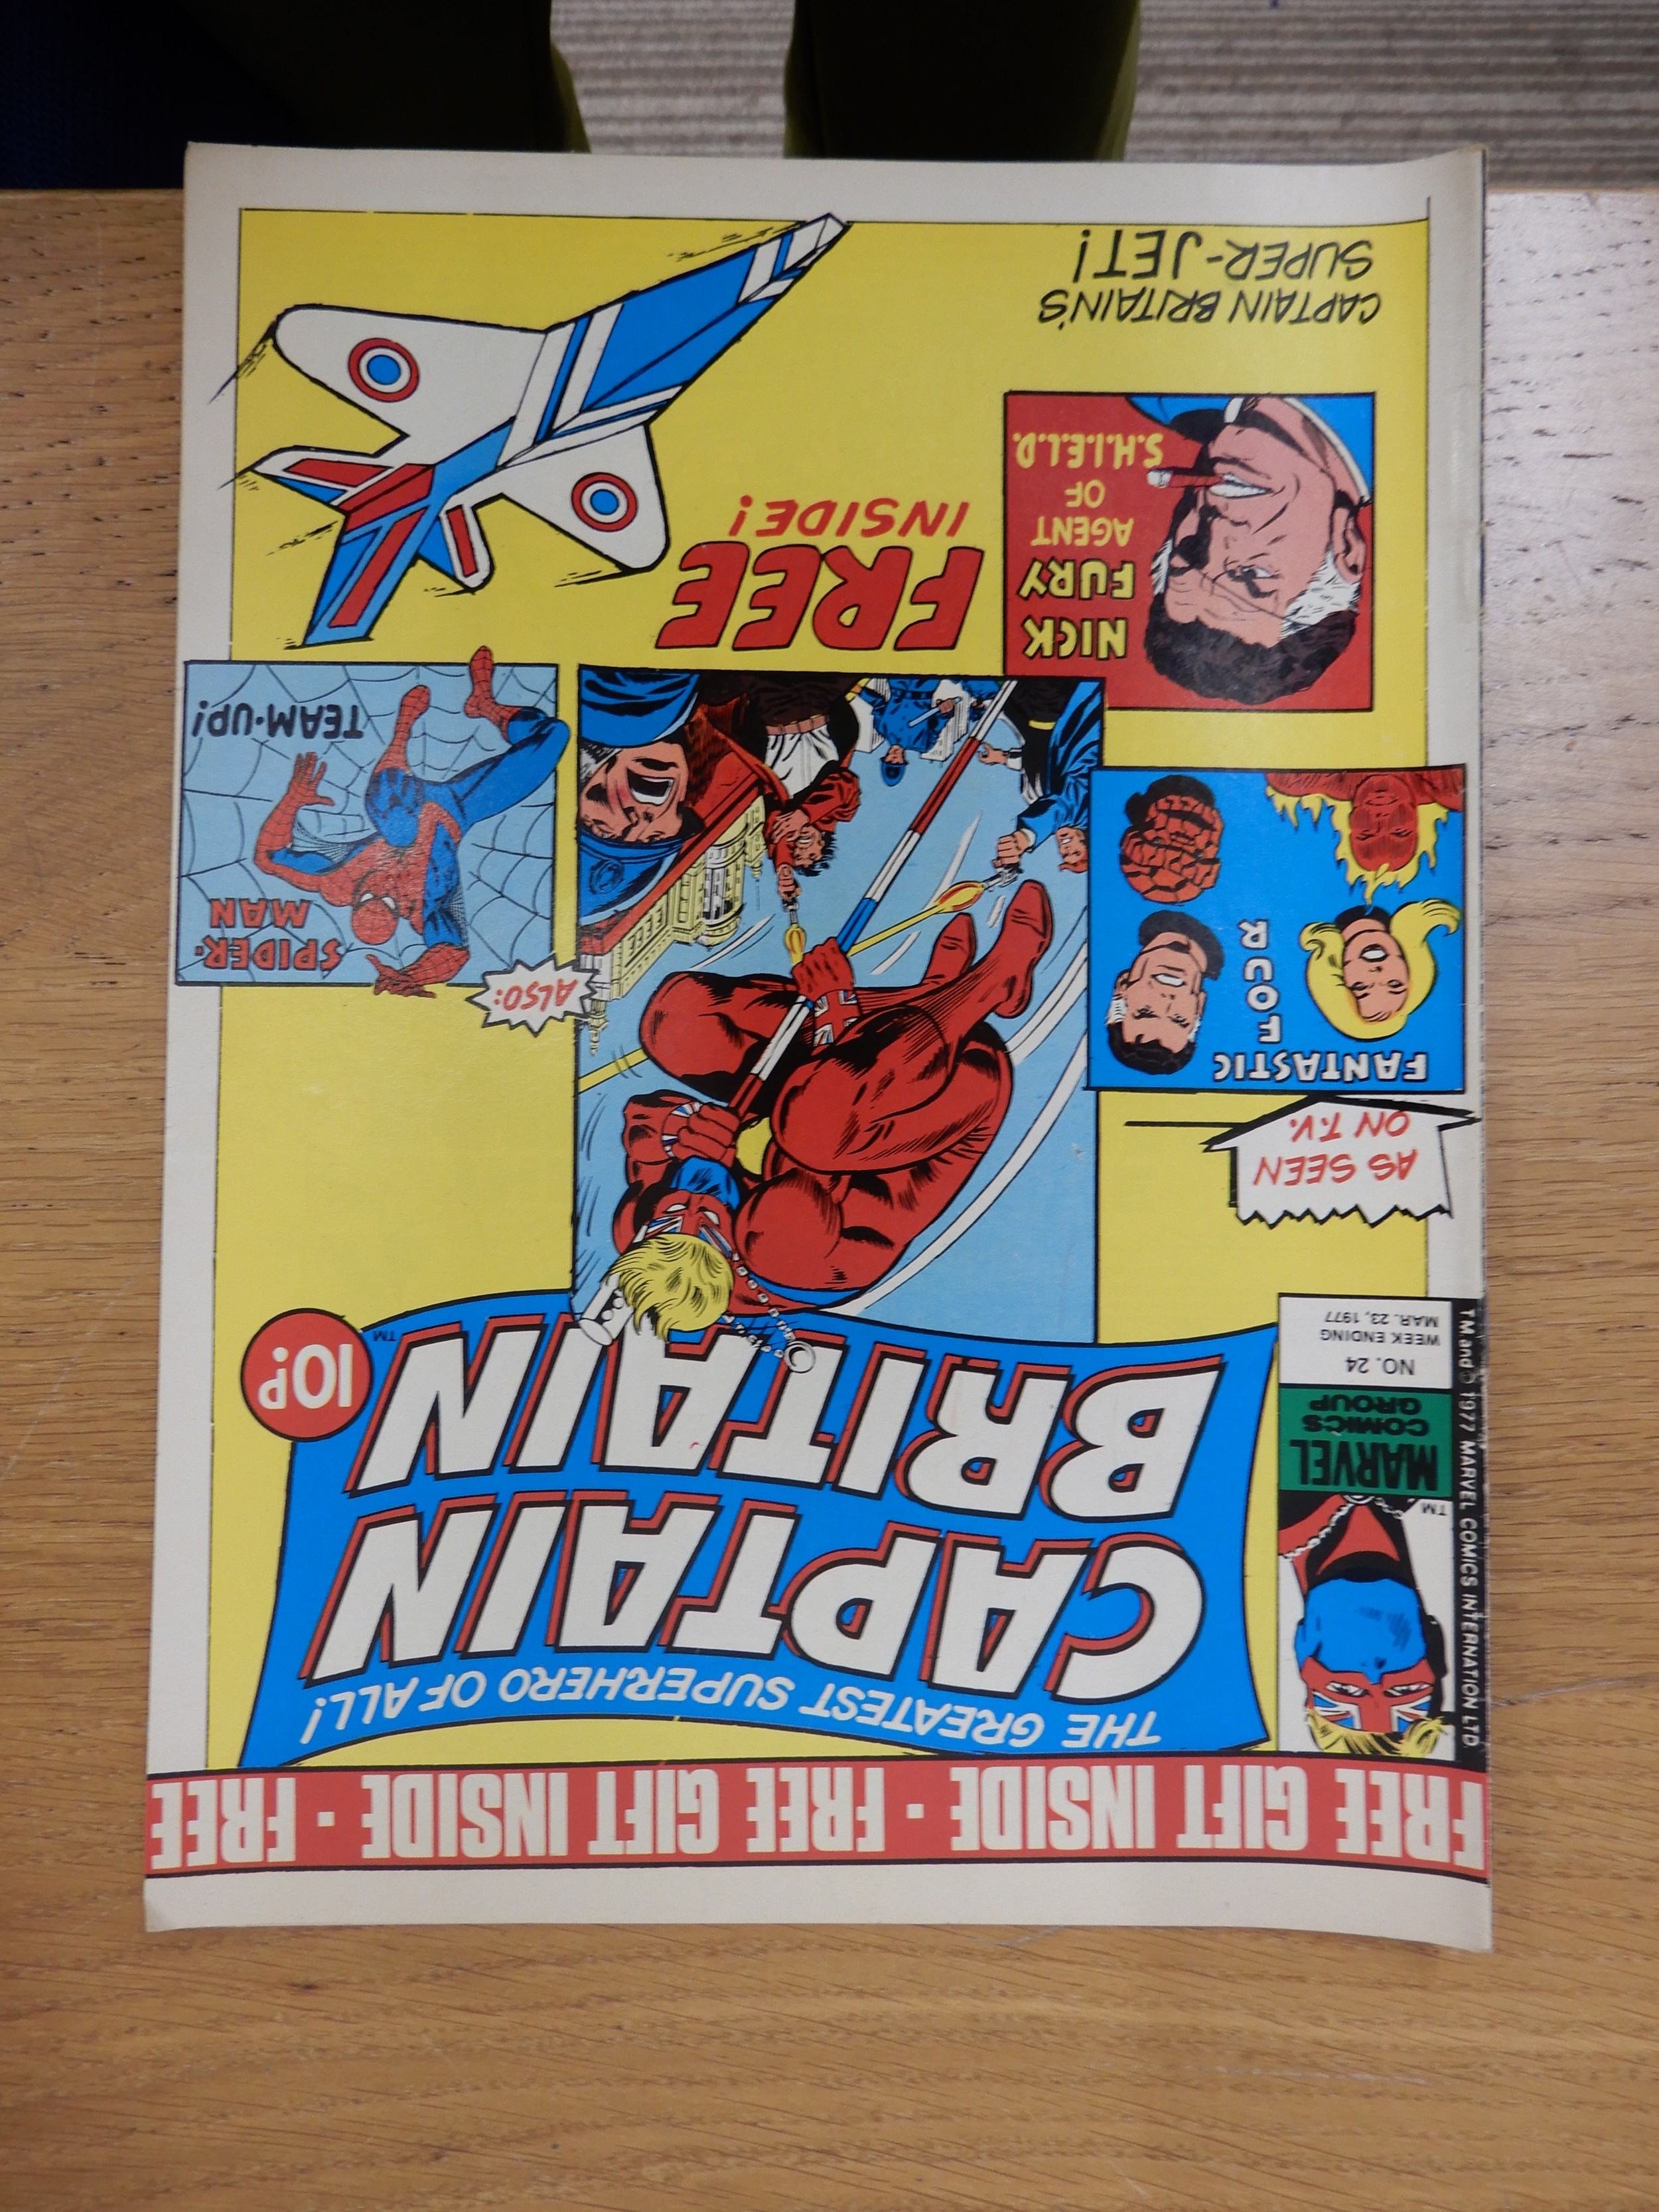 FREE GIFT INSIDE · FREE GIFT INSIDE · FREE
THE GREATEST SUPERHERO OF ALL!
CAPTAIN
BRITAIN
TM
10P
TM
MARVEL
COMICS
GROUP
NO. 24
WEEK ENDING
MAR. 23, 1977
TM and © 1977 MARVEL COMICS INTERNATION LTD
AS SEEN
ON T.V.
FANTASTIC
FOUR
ALSO:
SPIDER-
MAN
TEAM-UP!
NICK
FURY
AGENT
OF
S.H.I.E.L.D.
FREE
INSIDE!
CAPTAIN BRITAIN'S
SUPER-JET!